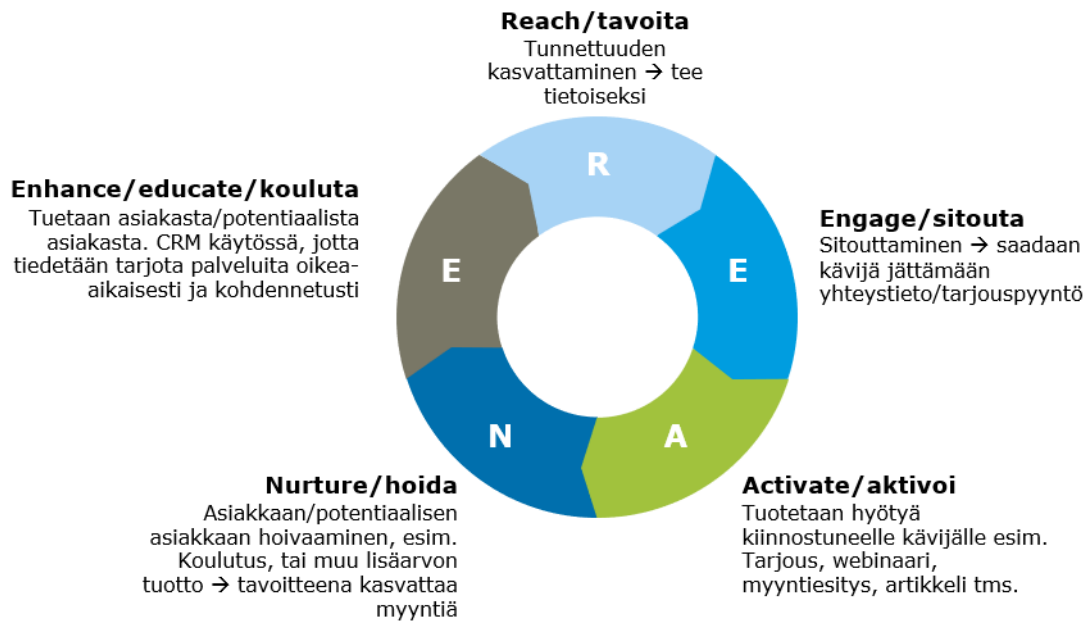 Reach/tavoita
Tunnettuuden
kasvattaminen → tee
tietoiseksi
R
Engage/sitouta
Sitouttaminen → saadaan
kävijä jättämään
yhteystieto/tarjouspyyntö
E
Activate/aktivoi
Tuotetaan hyötyä
kiinnostuneelle kävijälle esim.
Tarjous, webinaari,
myyntiesitys, artikkeli tms.
A
Nurture/hoida
Asiakkaan/potentiaalisen
asiakkaan hoivaaminen, esim.
Koulutus, tai muu lisäarvon
tuotto → tavoitteena kasvattaa
myyntiä
N
Enhance/educate/kouluta
Tuetaan asiakasta/potentiaalista
asiakasta. CRM käytössä, jotta
tiedetään tarjota palveluita oikea-
aikaisesti ja kohdennetusti
E